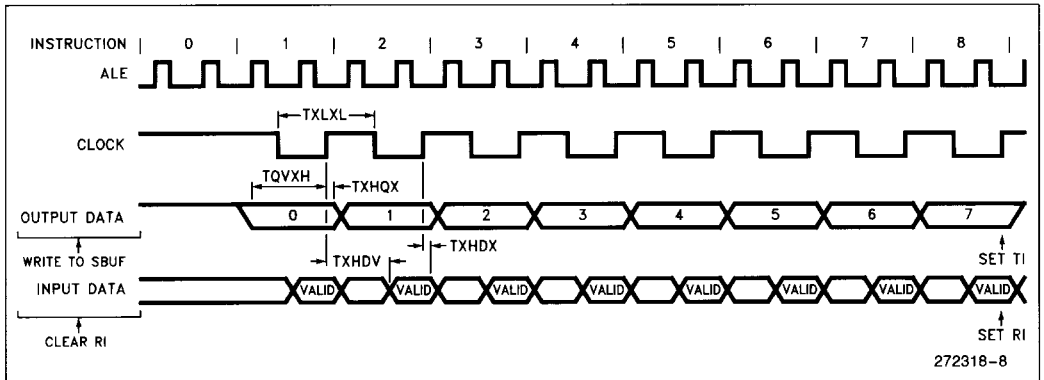 INSTRUCTION | 0 | 1 | 2 | 3 | 4 | 5 | 6 | 7 | 8 |
ALE
TXLXL
CLOCK
TQVXH
TXHQX
OUTPUT DATA 0 1 2 3 4 5 6 7
TXHDX
WRITE TO SBUF
TXHDV
SET TI
INPUT DATA VALID VALID VALID VALID VALID VALID VALID VALID
CLEAR RI
SET RI
272318-8